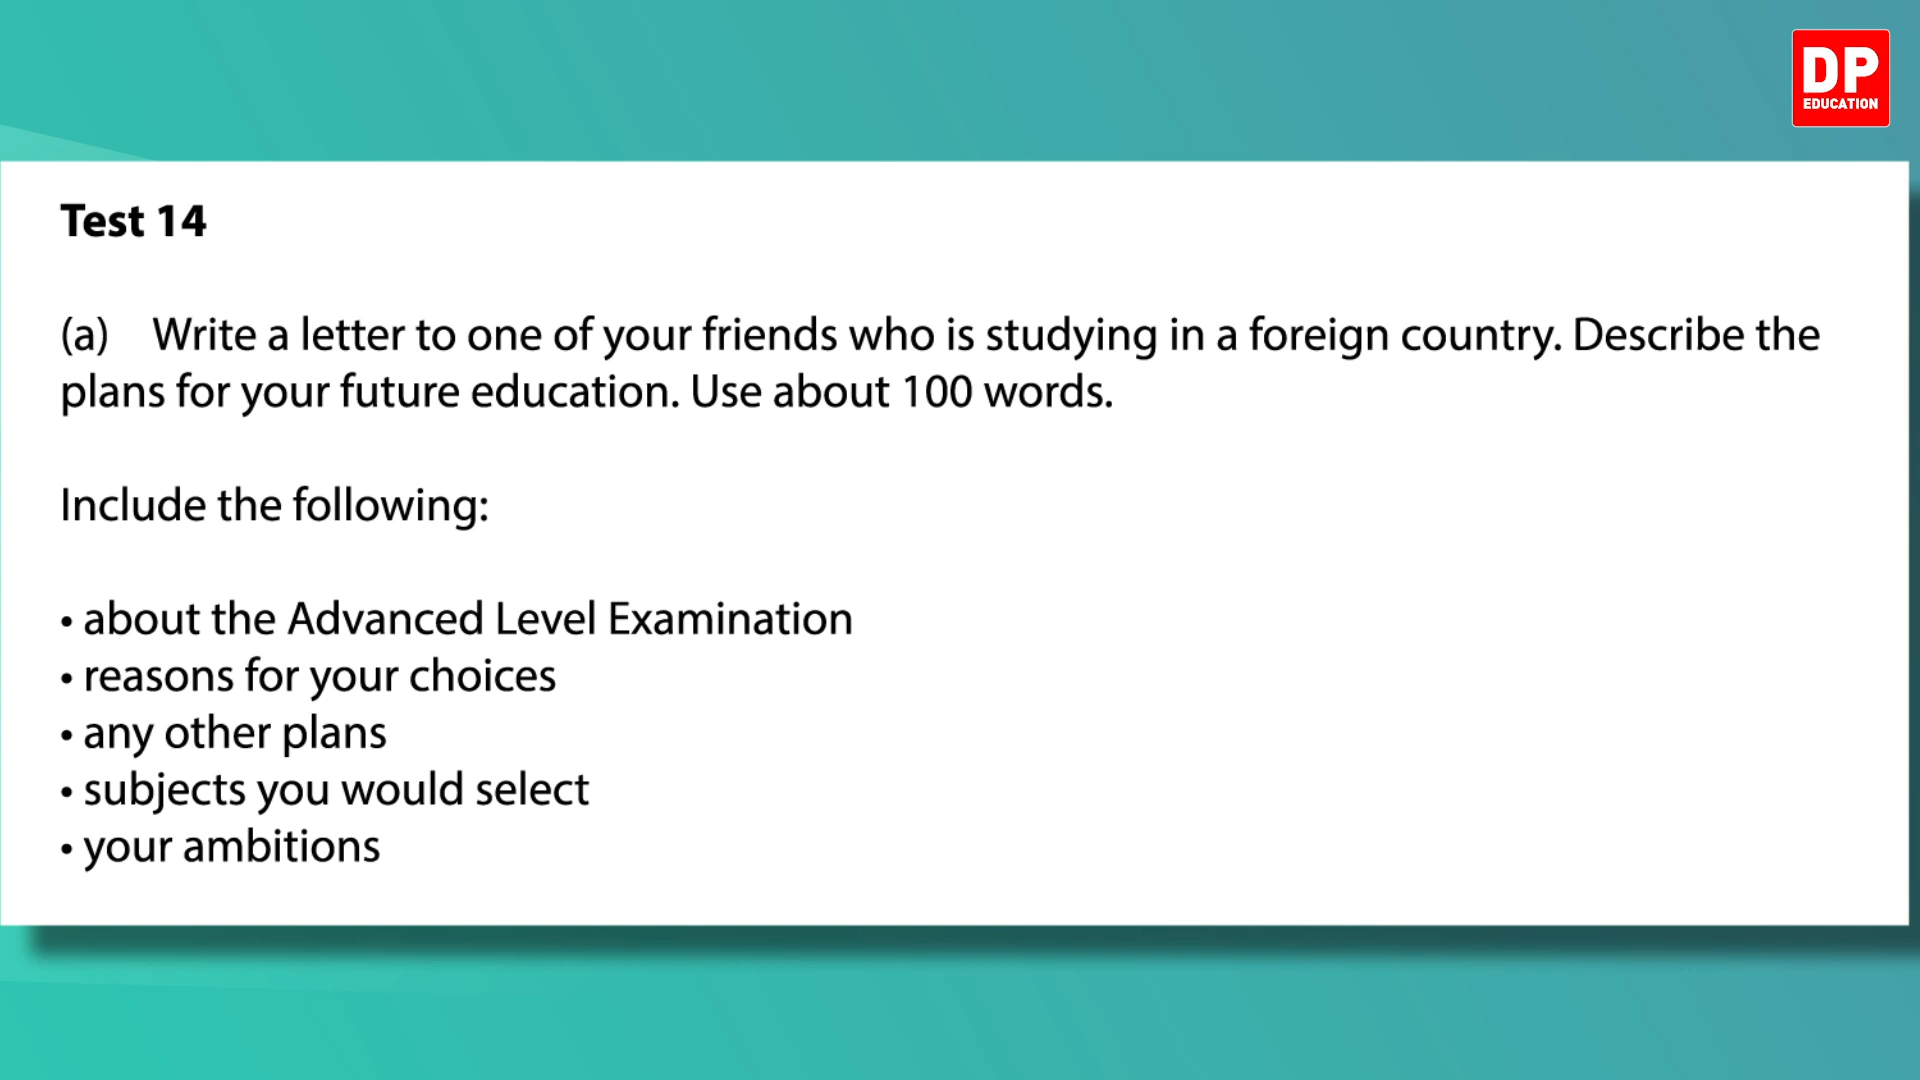 DP
EDUCATION
Test 14
(a) Write a letter to one of your friends who is studying in a foreign country. Describe the
plans for your future education. Use about 100 words.
Include the following:
• about the Advanced Level Examination
• reasons for your choices
• any other plans
• subjects you would select
• your ambitions